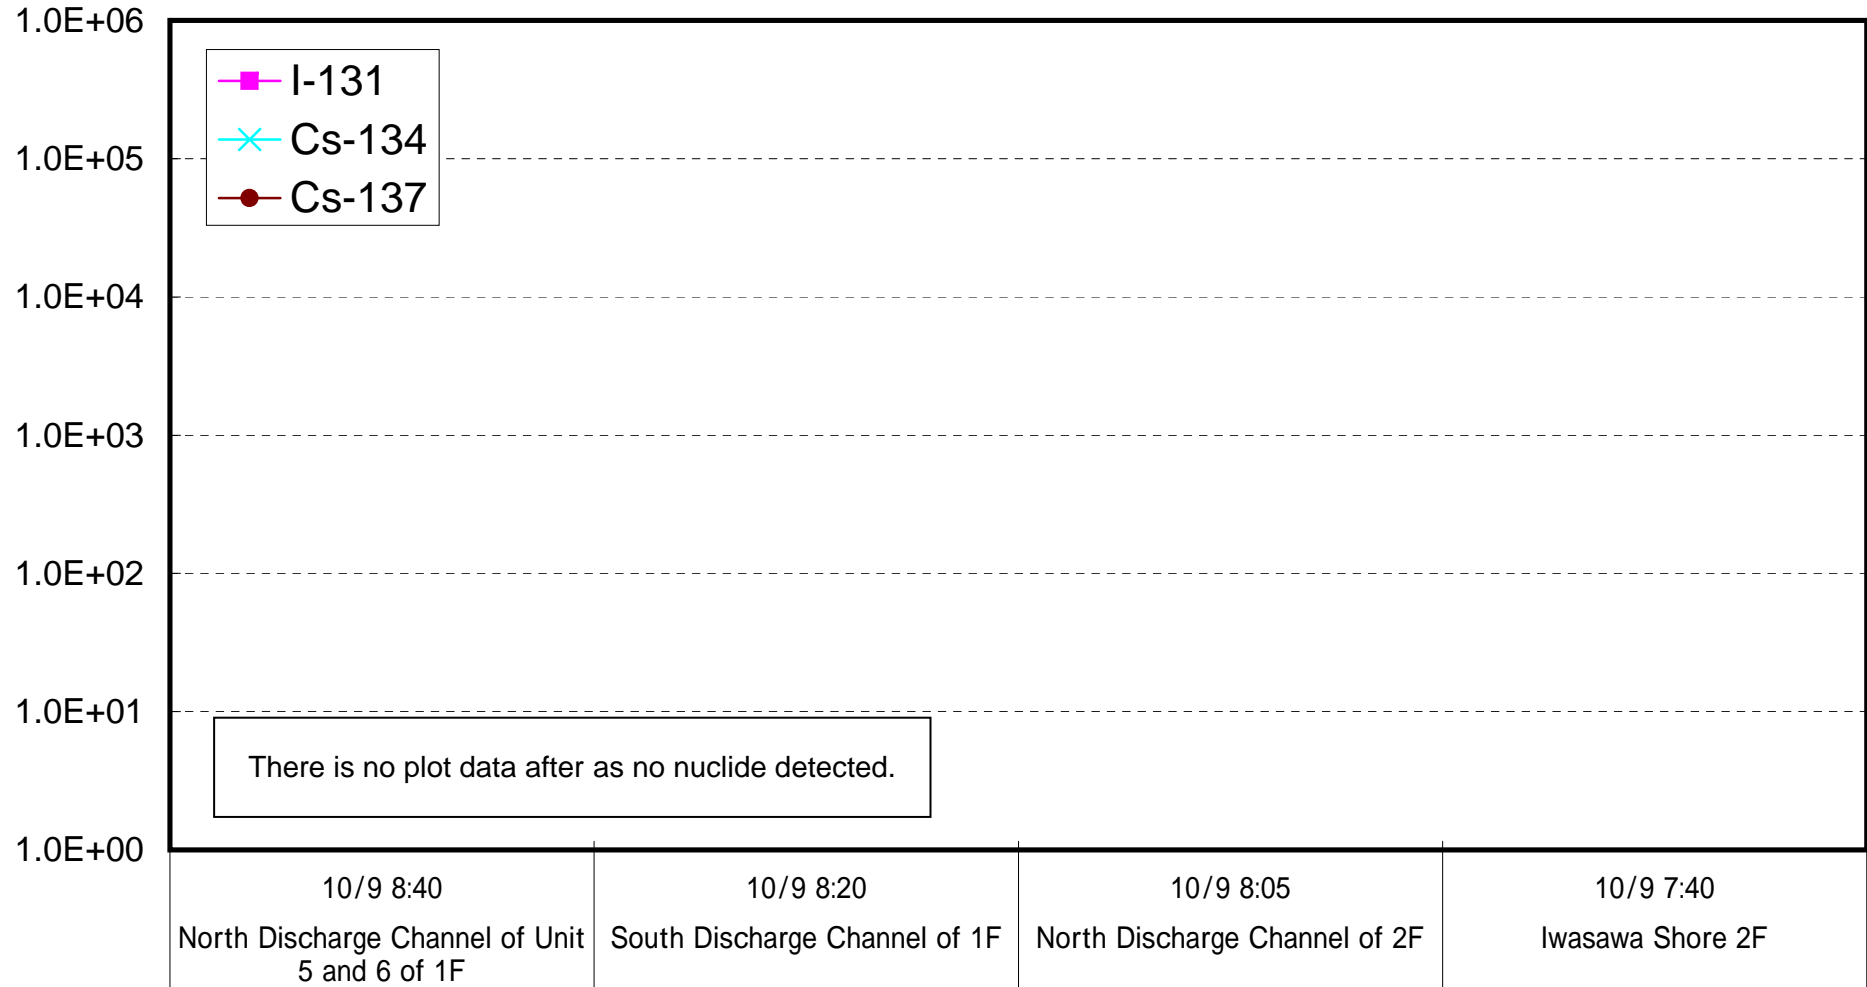 1.0E+06
1.0E+05
1.0E+04
1.0E+03
1.0E+02
1.0E+01
1.0E+00
I-131
Cs-134
Cs-137
There is no plot data after as no nuclide detected.
10/9 8:40
North Discharge Channel of Unit
5 and 6 of 1F
10/9 8:20
South Discharge Channel of 1F
10/9 8:05
North Discharge Channel of 2F
10/9 7:40
Iwasawa Shore 2F